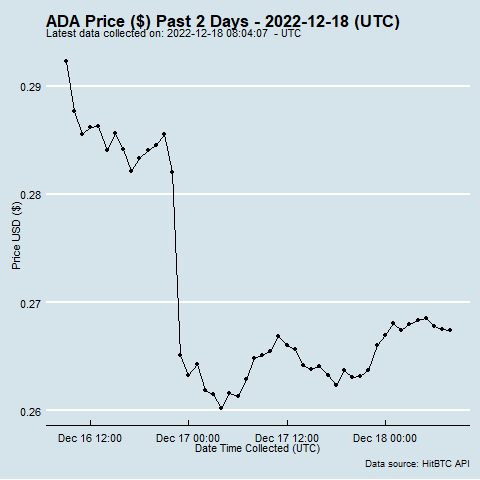 ADA Price ($) Past 2 Days - 2022-12-18 (UTC)
Latest data collected on: 2022-12-18 08:04:07  - UTC
0.29
0.28
0.27
0.26
Price USD ($)
Dec 16 12:00
Dec 17 00:00
Dec 17 12:00
Dec 18 00:00
Date Time Collected (UTC)
Data source: HitBTC API